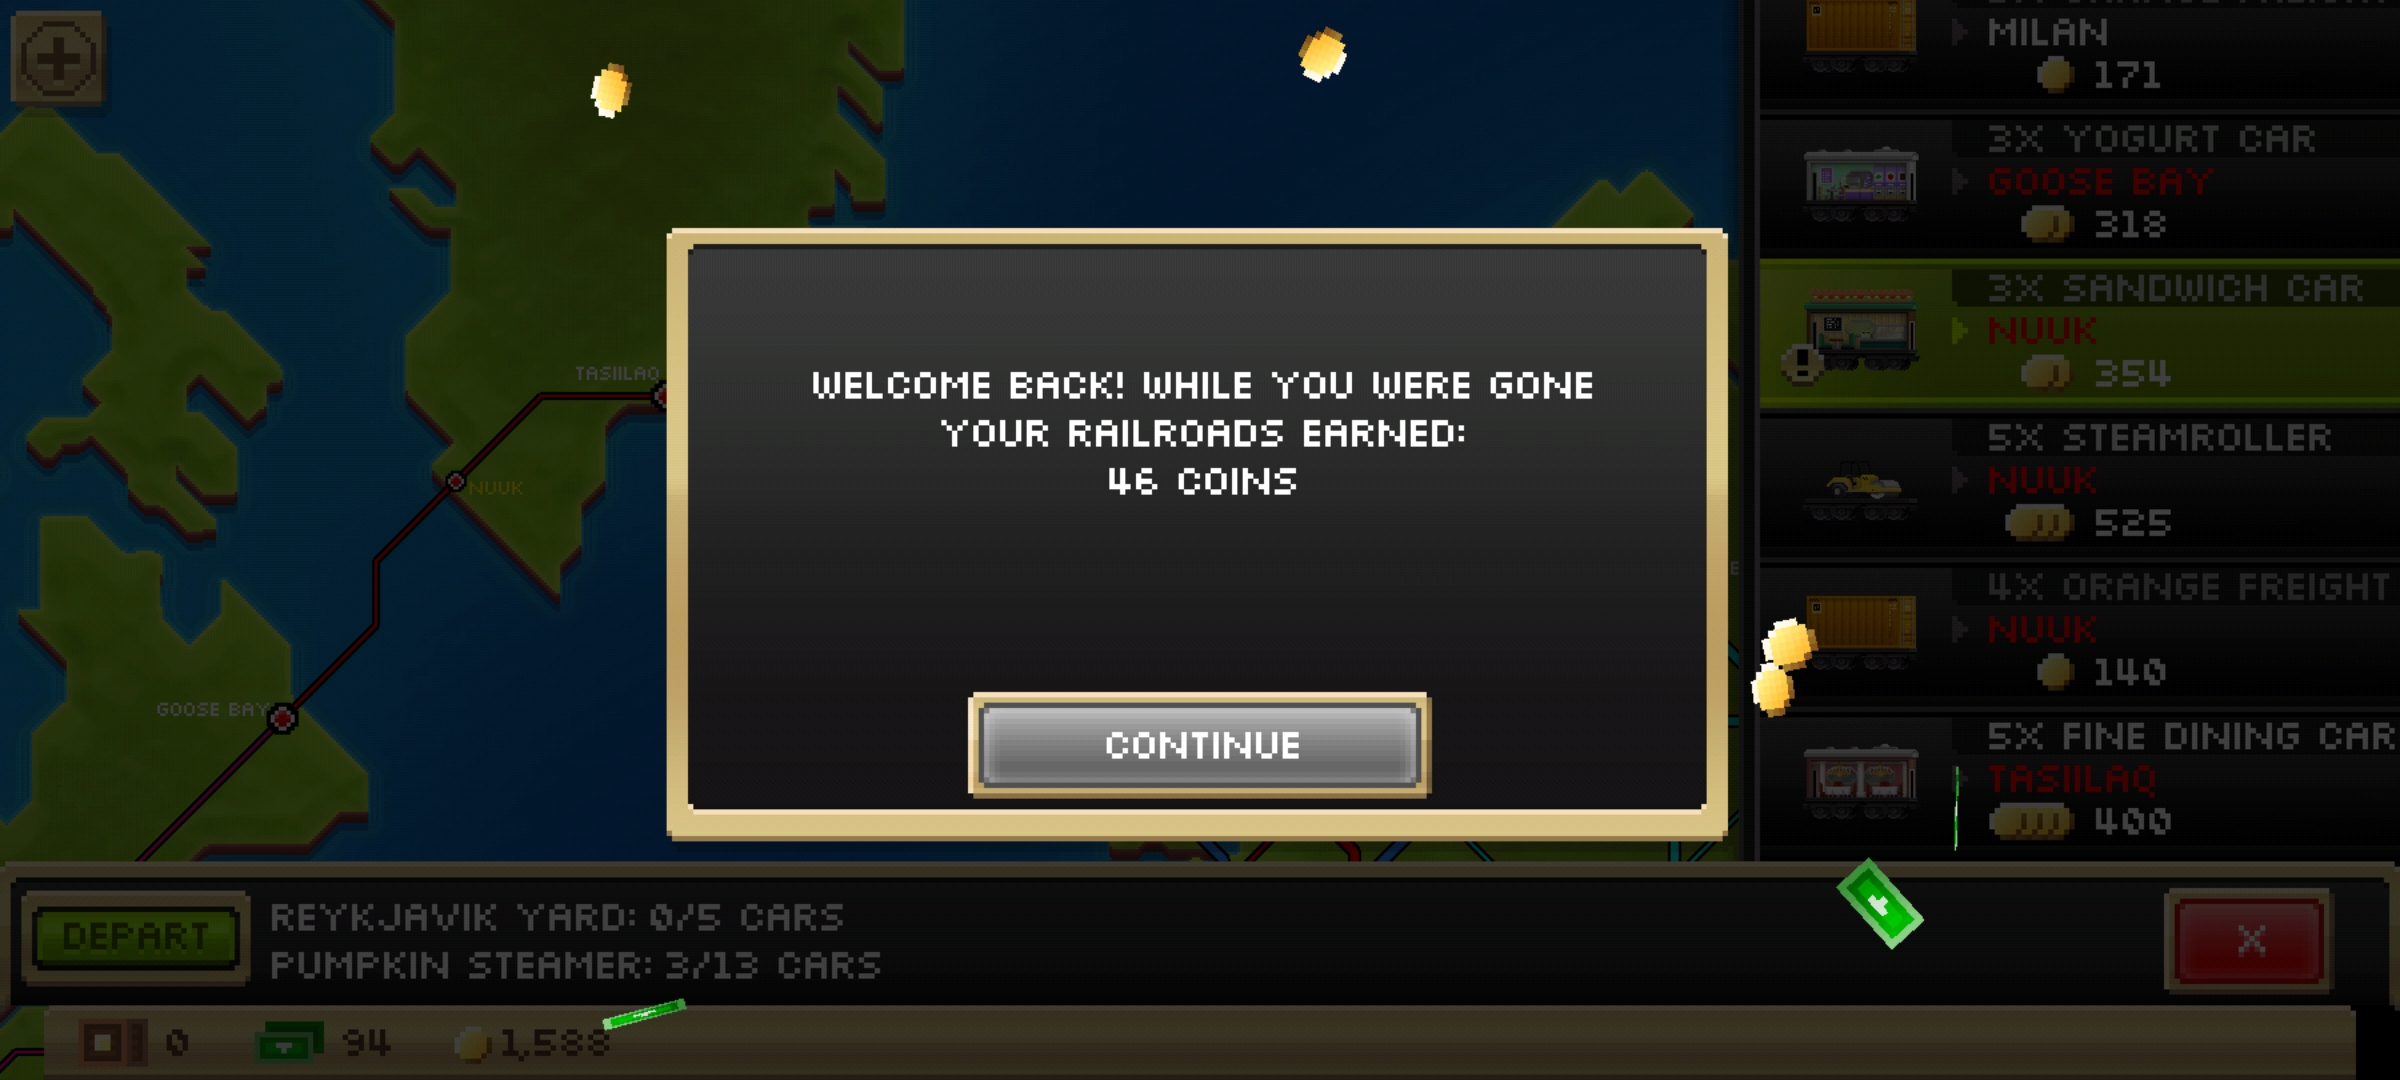 MILAN
171
3X YOGURT CAR
GOOSE BAY
318
3X SANDWICH CAR
NUUK
354
5X STEAMROLLER
NUUK
525
4X ORANGE FREIGHT
NUUK
140
5X FINE DINING CAR
TASIILAQ
400
TASIILAQ
NUUK
GOOSE BAY
WELCOME BACK! WHILE YOU WERE GONE
YOUR RAILROADS EARNED:
46 COINS
CONTINUE
DEPART
REYKJAVIK YARD: 0/5 CARS
PUMPKIN STEAMER: 3/13 CARS
X
0
94
1,588